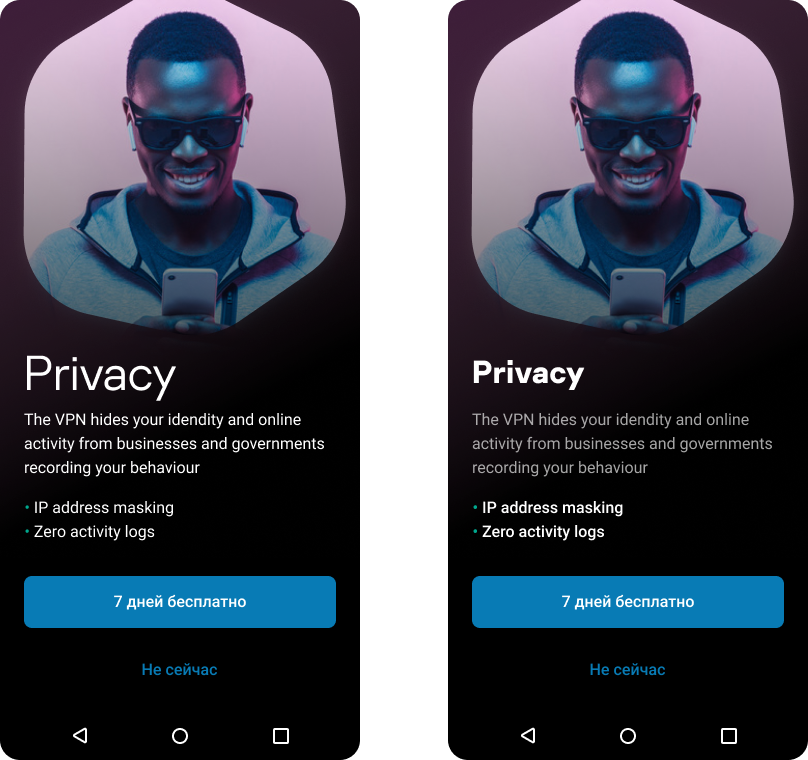 Privacy
The VPN hides your idendity and online
activity from businesses and governments
recording your behaviour
• IP address masking
• Zero activity logs
7 дней бесплатно
Не сейчас
Privacy
The VPN hides your idendity and online
activity from businesses and governments
recording your behaviour
• IP address masking
• Zero activity logs
7 дней бесплатно
Не сейчас